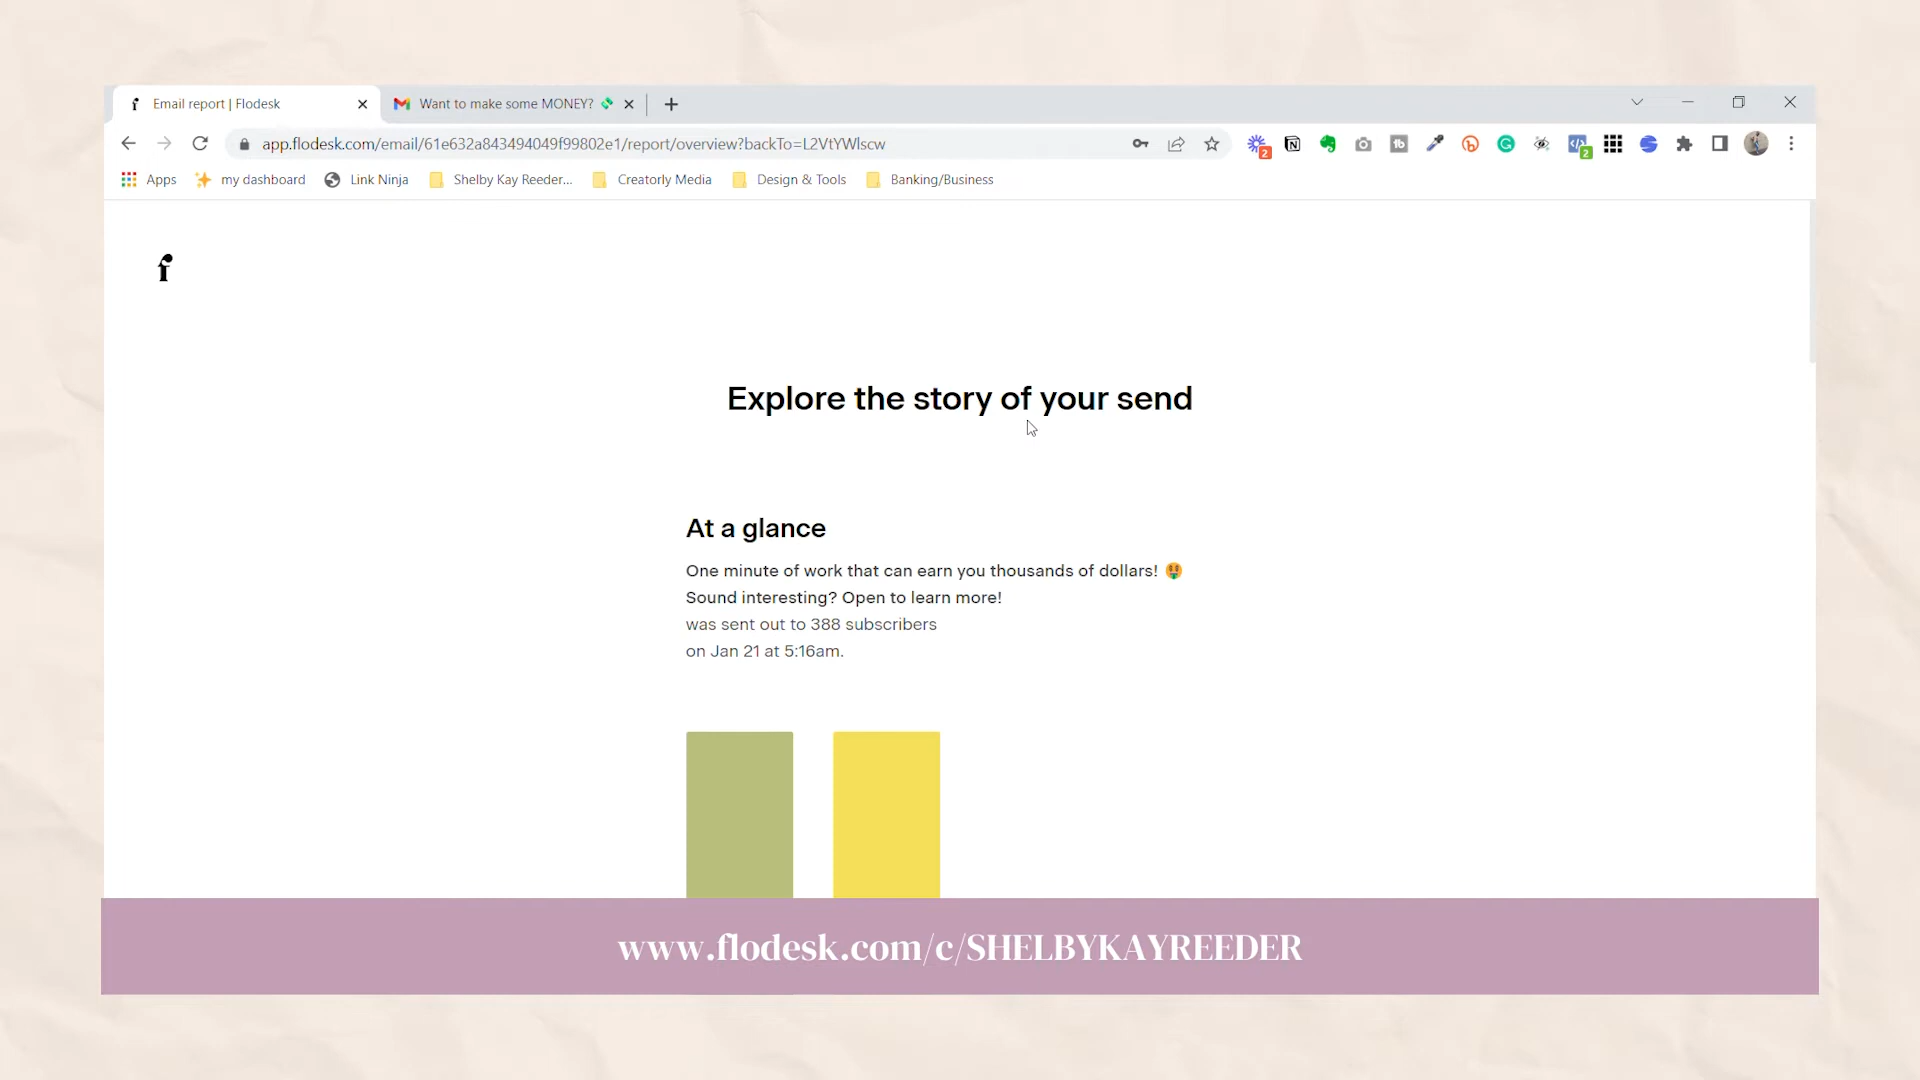 Email report | Flodesk
Want to make some MONEY?
app.flodesk.com/email/61e632a843494049f99802e1/report/overview?backTo=L2VtYWlscw
Apps
my dashboard
Link Ninja
Shelby Kay Reeder...
Creatorly Media
Design & Tools
Banking/Business
f
Explore the story of your send
At a glance
One minute of work that can earn you thousands of dollars! 🤑
Sound interesting? Open to learn more!
was sent out to 388 subscribers
on Jan 21 at 5:16am.
www.flodesk.com/c/SHELBYKAYREEDER